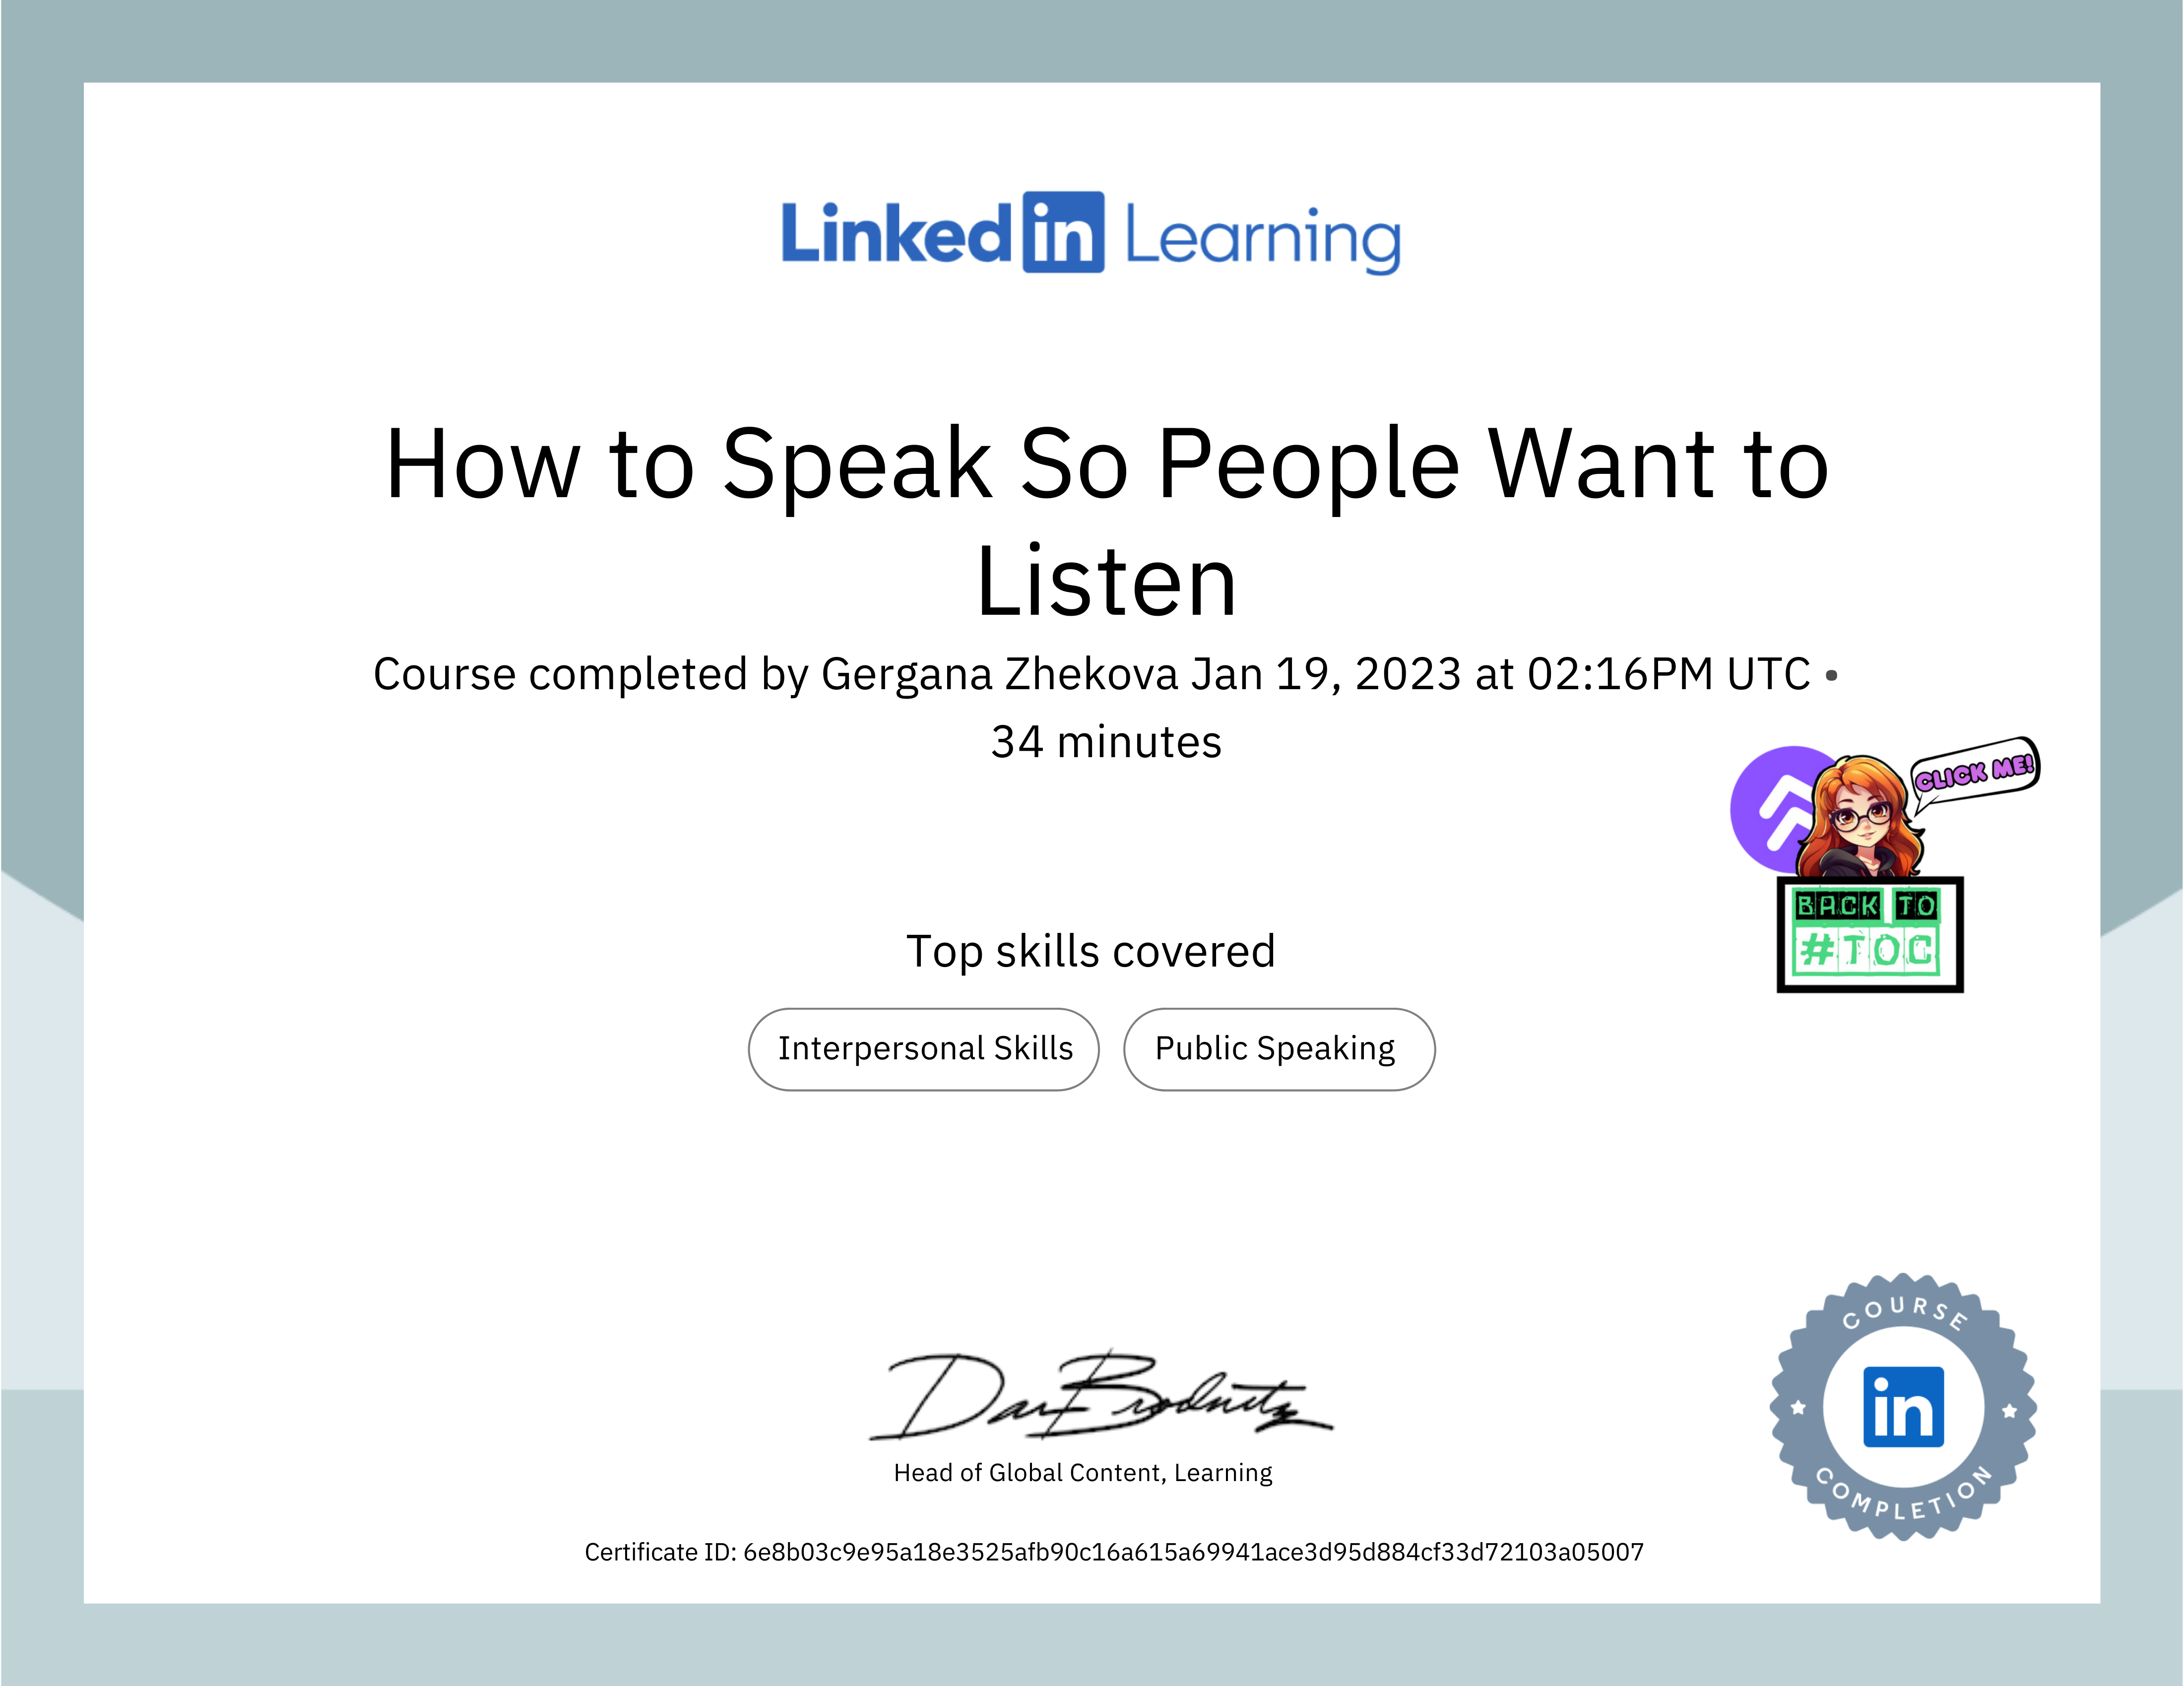 Linked in Learning
How to Speak So People Want to
Listen
Course completed by Gergana Zhekova Jan 19, 2023 at 02:16PM UTC •
34 minutes
CLICK ME!
BACK TO
#TOC
Top skills covered
Interpersonal Skills
Public Speaking
Dan Brodnitz
Head of Global Content, Learning
COURSE
in
COMPLETION
Certificate ID: 6e8b03c9e95a18e3525afb90c16a615a69941ace3d95d884cf33d72103a05007